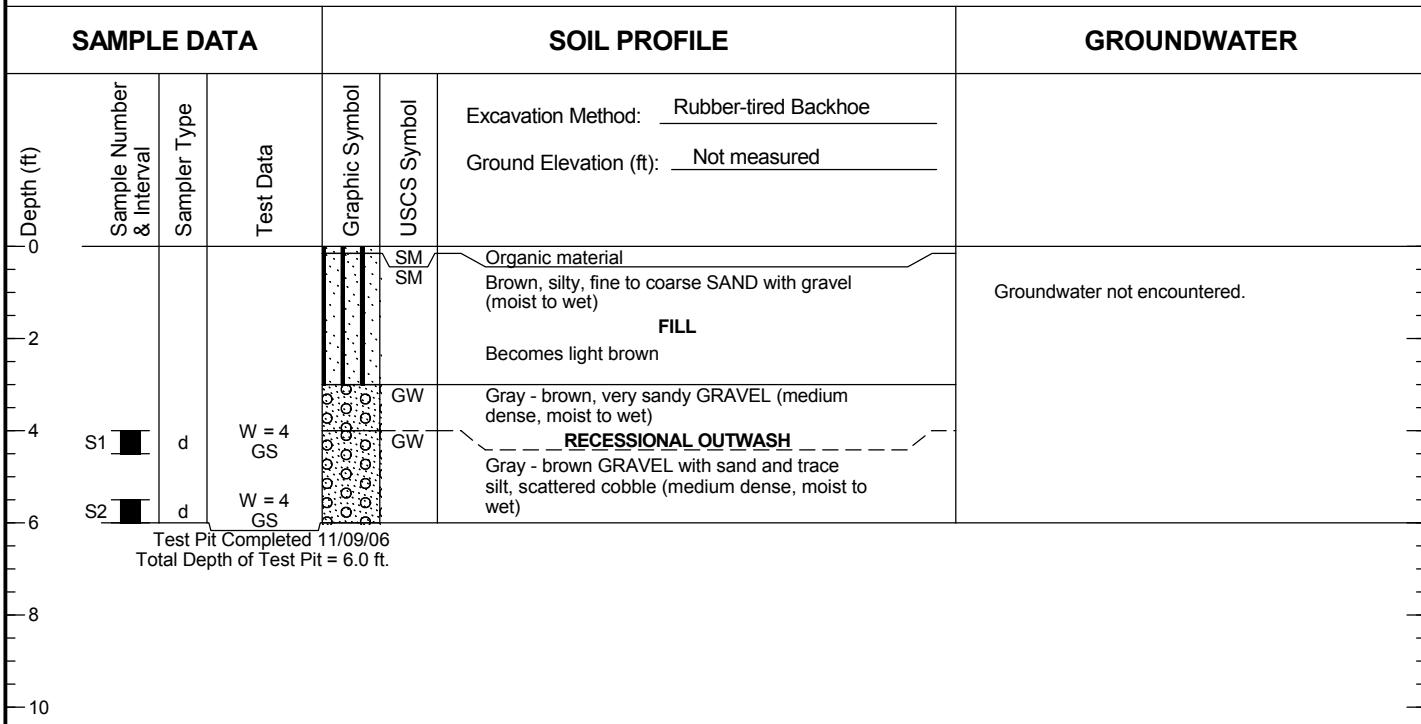 SAMPLE DATA
SOIL PROFILE
GROUNDWATER
Depth (ft)
Sample Number
& Interval
Sampler Type
Test Data
Graphic Symbol
USCS Symbol
Excavation Method: Rubber-tired Backhoe
Ground Elevation (ft): Not measured
0
SM
Organic material
SM
Brown, silty, fine to coarse SAND with gravel
(moist to wet)
Groundwater not encountered.
FILL
2
Becomes light brown
GW
Gray - brown, very sandy GRAVEL (medium
dense, moist to wet)
4
S1
d
W = 4
GS
GW
RECESSIONAL OUTWASH
Gray - brown GRAVEL with sand and trace
silt, scattered cobble (medium dense, moist to
wet)
S2
d
W = 4
GS
6
Test Pit Completed 11/09/06
Total Depth of Test Pit = 6.0 ft.
8
10